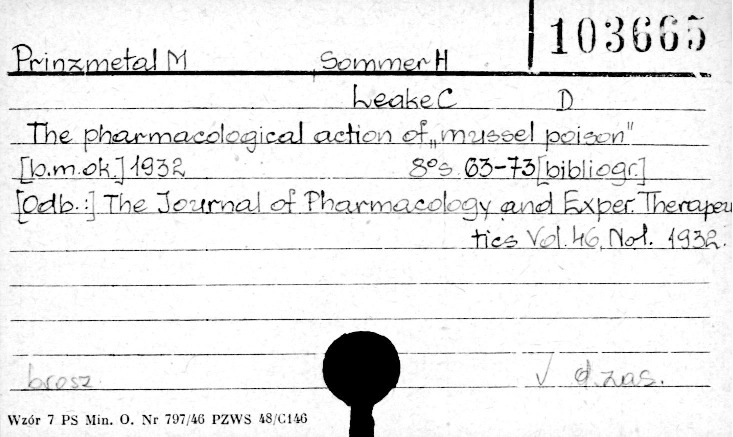 103665
Prinzmetal M Sommer H
Leake C D
The pharmacological action of „mussel poison"
[b.m.ok.] 1932 8° s. 63-73 [bibliogr.]
[Odb.:] The Journal of Pharmacology and Exper. Therapeu
tics Vol. 46, No1. 1932.
brosz. √ d.zas.
Wzór 7 PS Min. O. Nr 797/46 PZWS 48/C146